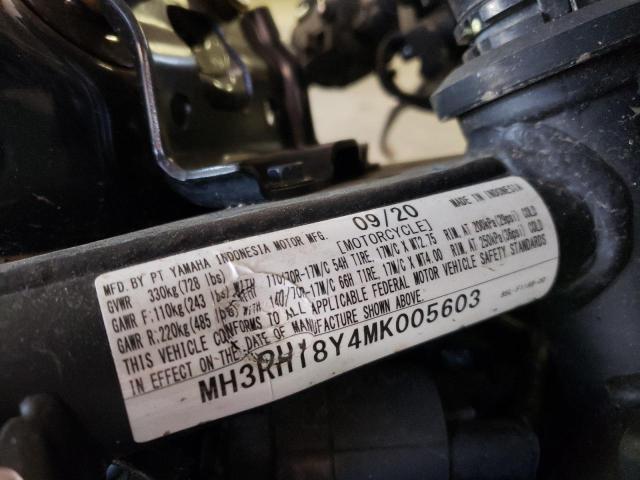 MFD. BY PT YAMAHA INDONESIA MOTOR MFG. 09/20 MADE IN INDONESIA
GVWR 330kg(728 lbs) [MOTORCYCLE]
GAWR F:110kg(243 lbs) WITH 110/70R-17M/C 54H TIRE, 17M/C X MT2.75 RIM, AT 200kPa(29psi) COLD
GAWR R:220kg(485 lbs) WITH 140/70R-17M/C 66H TIRE, 17M/C X MT4.00 RIM, AT 250kPa(36psi) COLD
THIS VEHICLE CONFORMS TO ALL APPLICABLE FEDERAL MOTOR VEHICLE SAFETY STANDARDS
IN EFFECT ON THE DATE OF MANUFACTURE SHOWN ABOVE.
MH3RH18Y4MK005603